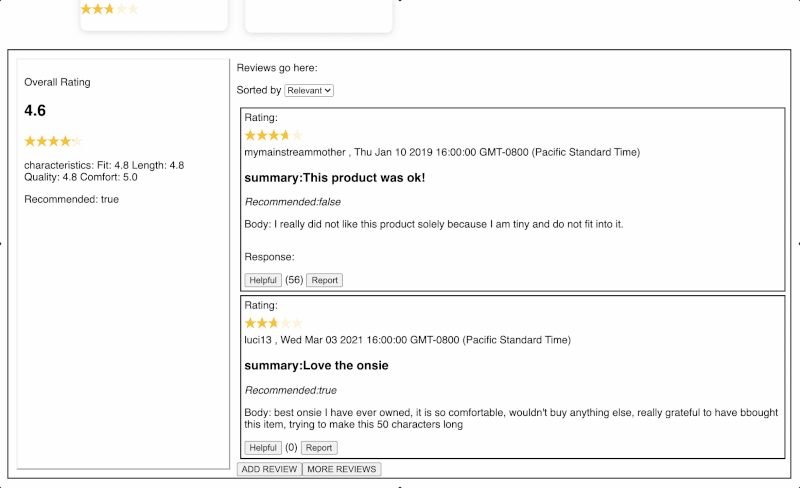 Overall Rating
4.6
characteristics: Fit: 4.8 Length: 4.8
Quality: 4.8 Comfort: 5.0
Recommended: true
Reviews go here:
Sorted by Relevant
Rating:
mymainstreammother , Thu Jan 10 2019 16:00:00 GMT-0800 (Pacific Standard Time)
summary:This product was ok!
Recommended:false
Body: I really did not like this product solely because I am tiny and do not fit into it.
Response:
Helpful (56) Report
Rating:
luci13 , Wed Mar 03 2021 16:00:00 GMT-0800 (Pacific Standard Time)
summary:Love the onsie
Recommended:true
Body: best onsie I have ever owned, it is so comfortable, wouldn't buy anything else, really grateful to have bbought
this item, trying to make this 50 characters long
Helpful (0) Report
ADD REVIEW MORE REVIEWS